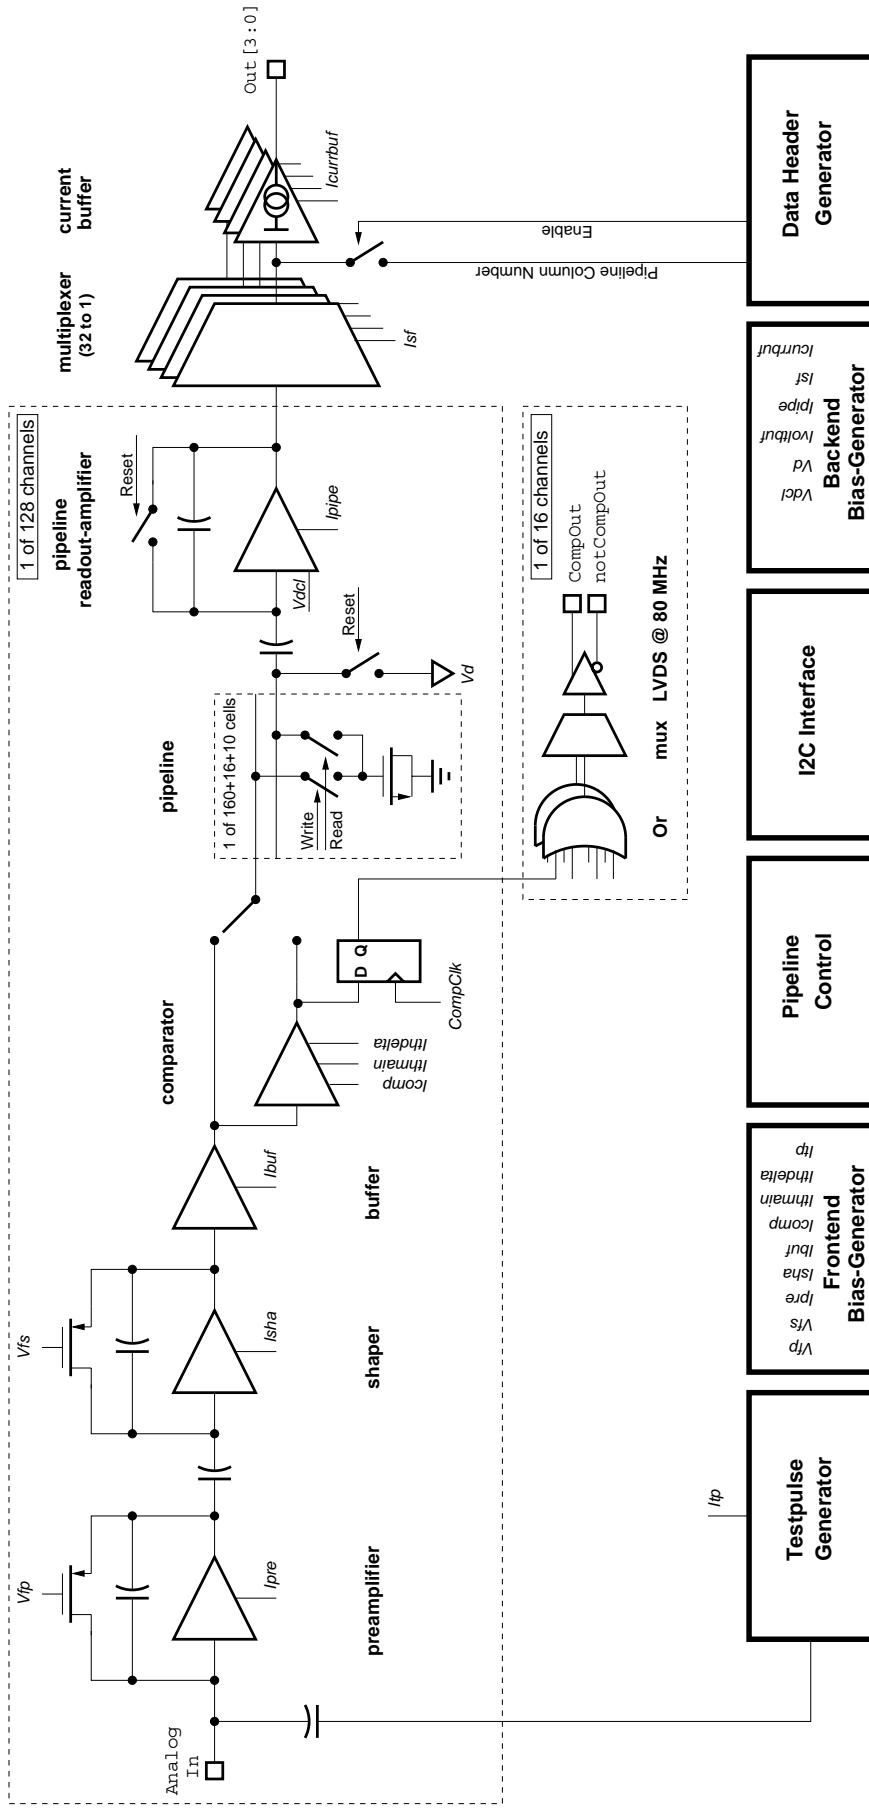 1 of 128 channels
Analog
In
Vfp
Ipre
preamplifier
Vfs
Isha
shaper
Ibuf
buffer
comparator
Icomp
Ithmain
Ithdelta
D Q
CompClk
pipeline
1 of 160+16+10 cells
Write
Read
Reset
Vd
pipeline
readout-amplifier
Reset
Vdcl
Ipipe
multiplexer
(32 to 1)
Isf
current
buffer
Icurrbuf
Out [3:0]
Enable
Pipeline Column Number
1 of 16 channels
Or
mux
LVDS @ 80 MHz
CompOut
notCompOut
Itp
Testpulse
Generator
Vfp
Vfs
Ipre
Isha
Ibuf
Icomp
Ithmain
Ithdelta
Itp
Frontend
Bias-Generator
Pipeline
Control
I2C Interface
Vdcl
Vd
Ivoltbuf
Ipipe
Isf
Icurrbuf
Backend
Bias-Generator
Data Header
Generator